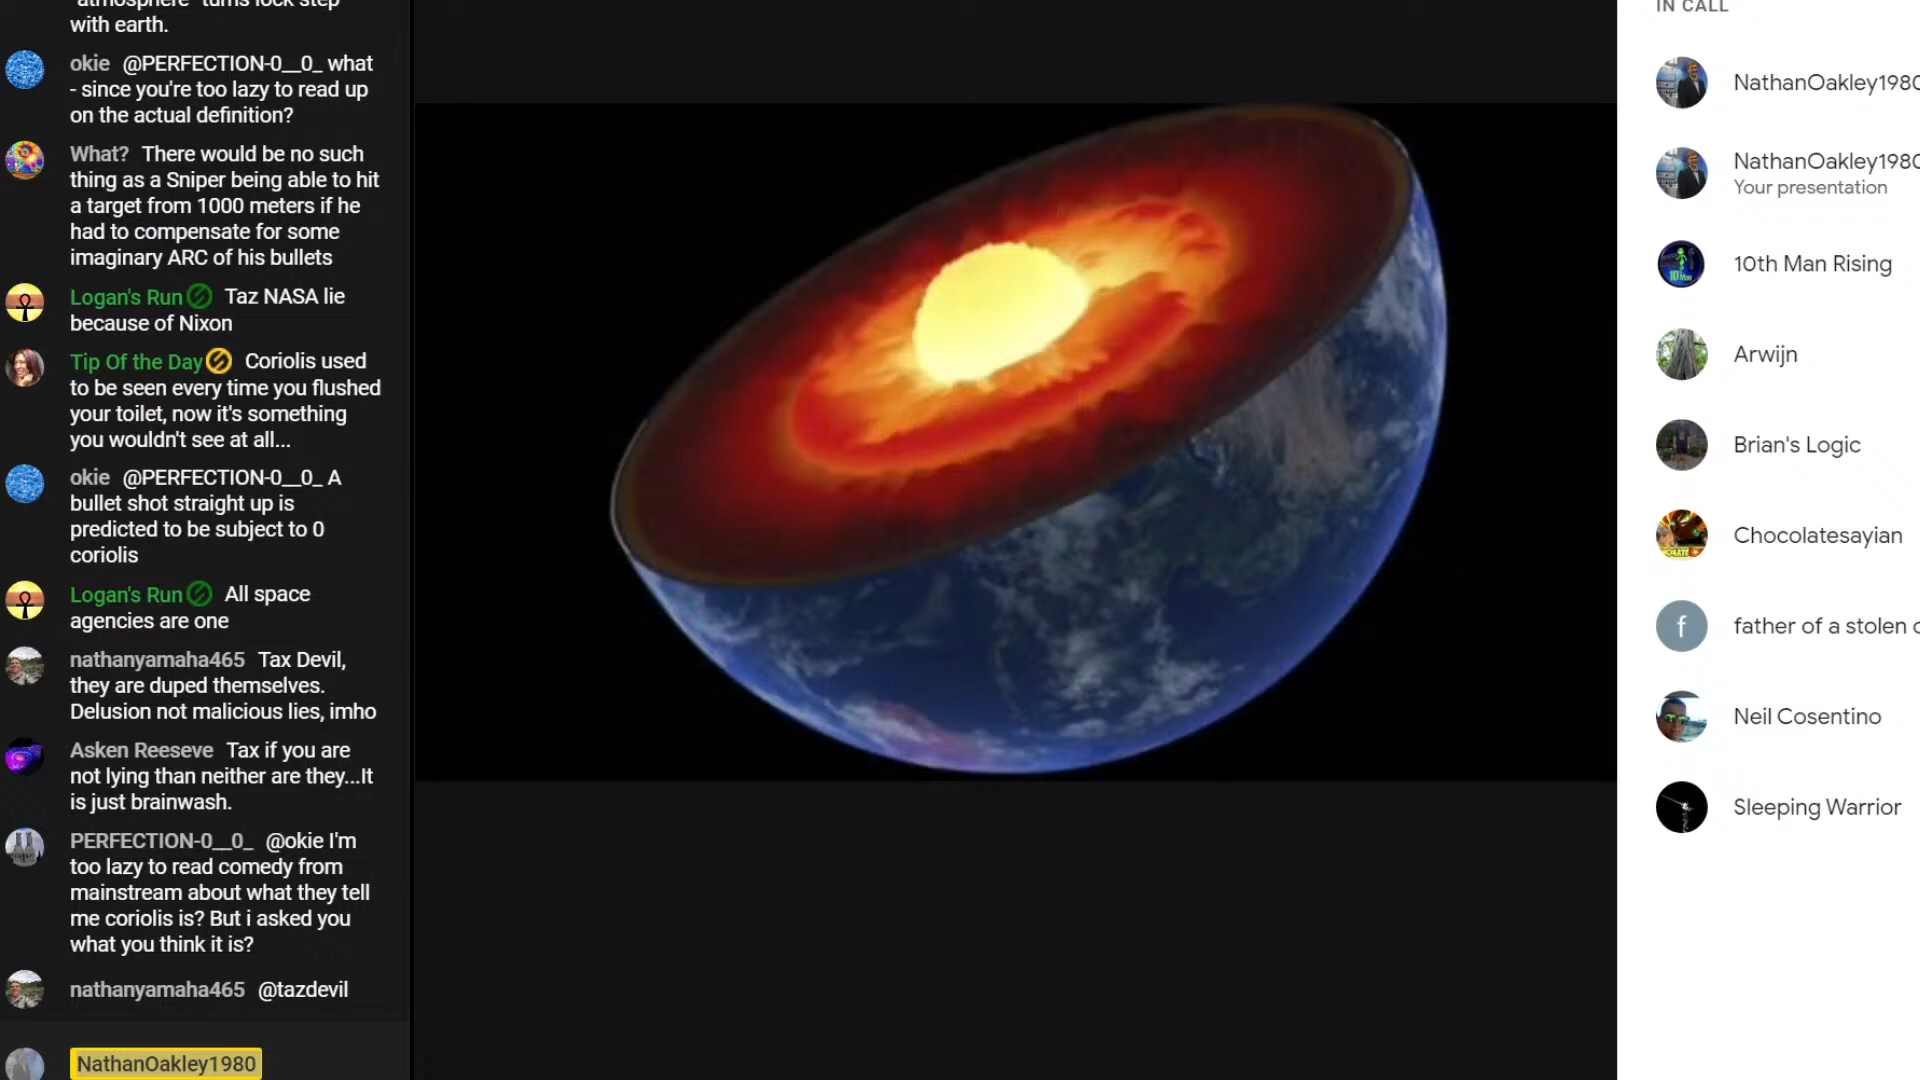 "atmosphere" turns lock step
with earth.
okie @PERFECTION-0__0_ what
- since you're too lazy to read up
on the actual definition?
What? There would be no such
thing as a Sniper being able to hit
a target from 1000 meters if he
had to compensate for some
imaginary ARC of his bullets
Logan's Run Taz NASA lie
because of Nixon
Tip Of the Day Coriolis used
to be seen every time you flushed
your toilet, now it's something
you wouldn't see at all...
okie @PERFECTION-0__0_ A
bullet shot straight up is
predicted to be subject to 0
coriolis
Logan's Run All space
agencies are one
nathanyamaha465 Tax Devil,
they are duped themselves.
Delusion not malicious lies, imho
Asken Reeseve Tax if you are
not lying than neither are they...It
is just brainwash.
PERFECTION-0__0_ @okie I'm
too lazy to read comedy from
mainstream about what they tell
me coriolis is? But i asked you
what you think it is?
nathanyamaha465 @tazdevil
NathanOakley1980
IN CALL
NathanOakley1980
NathanOakley1980
Your presentation
10th Man Rising
Arwijn
Brian's Logic
Chocolatesayian
f
father of a stolen
Neil Cosentino
Sleeping Warrior